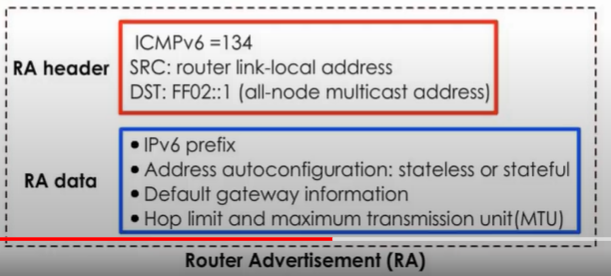 RA header
ICMPv6 =134
SRC: router link-local address
DST: FF02::1 (all-node multicast address)
RA data
• IPv6 prefix
• Address autoconfiguration: stateless or stateful
• Default gateway information
• Hop limit and maximum transmission unit(MTU)
Router Advertisement (RA)